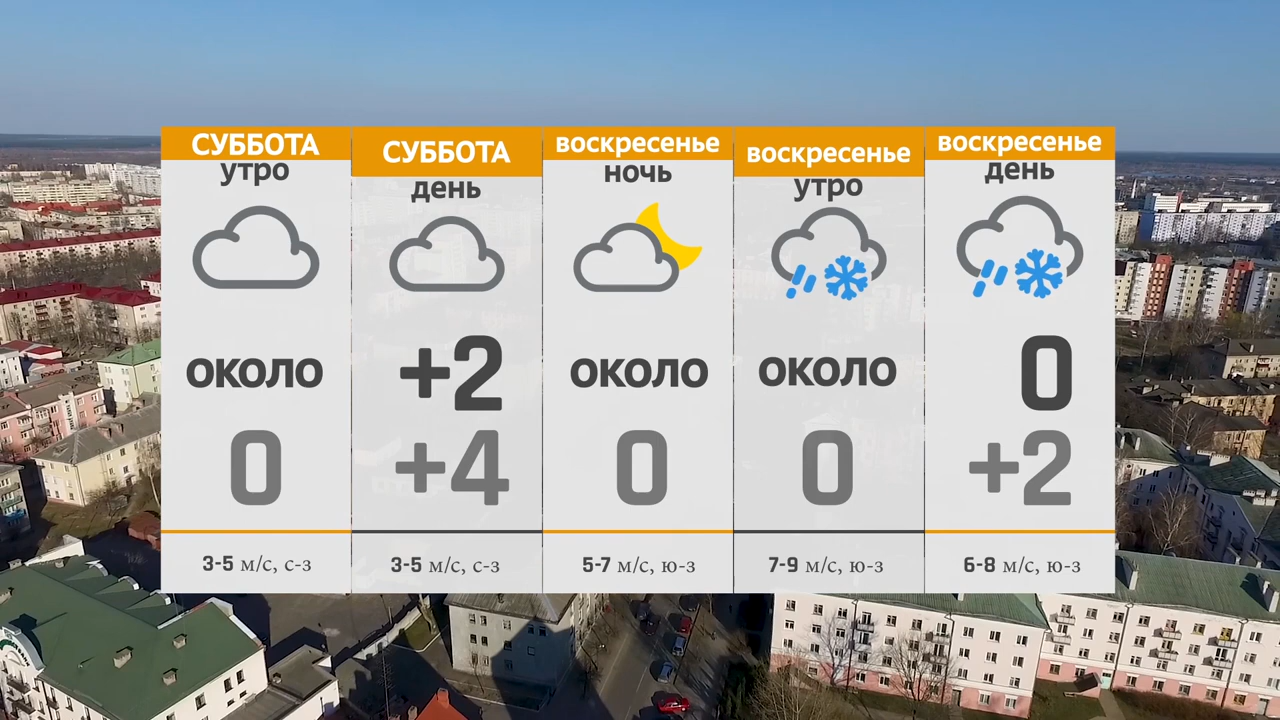 СУББОТА
утро
около
0
3-5 м/с, с-з
СУББОТА
день
+2
+4
3-5 м/с, с-з
воскресенье
ночь
около
0
5-7 м/с, ю-з
воскресенье
утро
около
0
7-9 м/с, ю-з
воскресенье
день
0
+2
6-8 м/с, ю-з